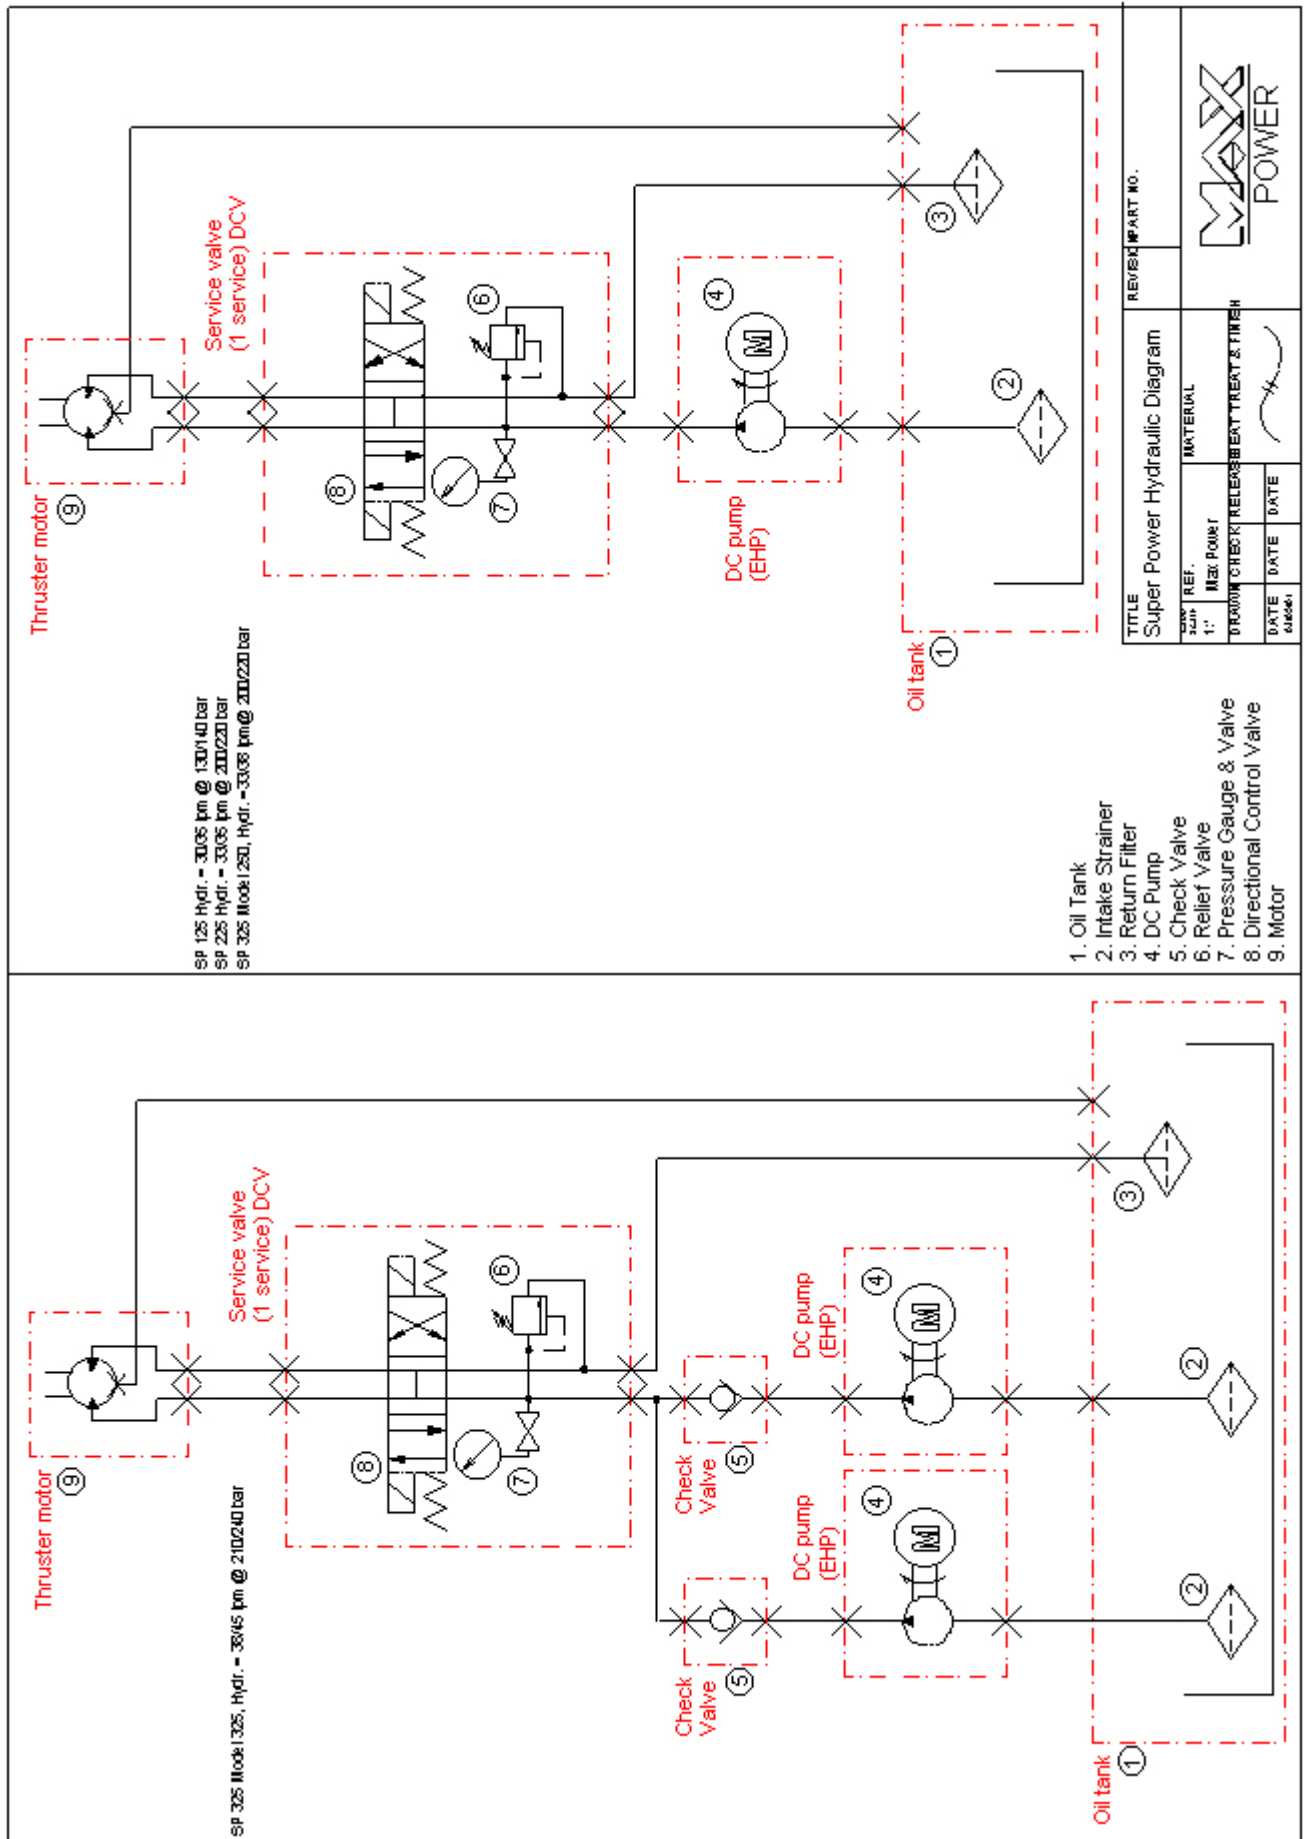 Thruster motor
9
Service valve
(1 service) DCV
8
6
7
SP 325 Model 325, Hydr. = 38/45 lpm @ 210/240 bar
Check
Valve
5
Check
Valve
5
DC pump
(EHP)
4
DC pump
(EHP)
4
M
M
3
2
2
Oil tank
1
Thruster motor
9
Service valve
(1 service) DCV
8
6
7
SP 125 Hydr. = 30/35 lpm @ 130/140 bar
SP 225 Hydr. = 33/35 lpm @ 200/220 bar
SP 325 Model 250, Hydr. = 33/38 lpm @ 200/220 bar
DC pump
(EHP)
4
M
3
2
Oil tank
1
1. Oil Tank
2. Intake Strainer
3. Return Filter
4. DC Pump
5. Check Valve
6. Relief Valve
7. Pressure Gauge & Valve
8. Directional Control Valve
9. Motor
TITLE
Super Power Hydraulic Diagram
PART NO.
1:
REF.
Max Power
MATERIAL
DRAWN CHECK HEAT TREAT & FINISH
DATE DATE DATE
MAX
POWER